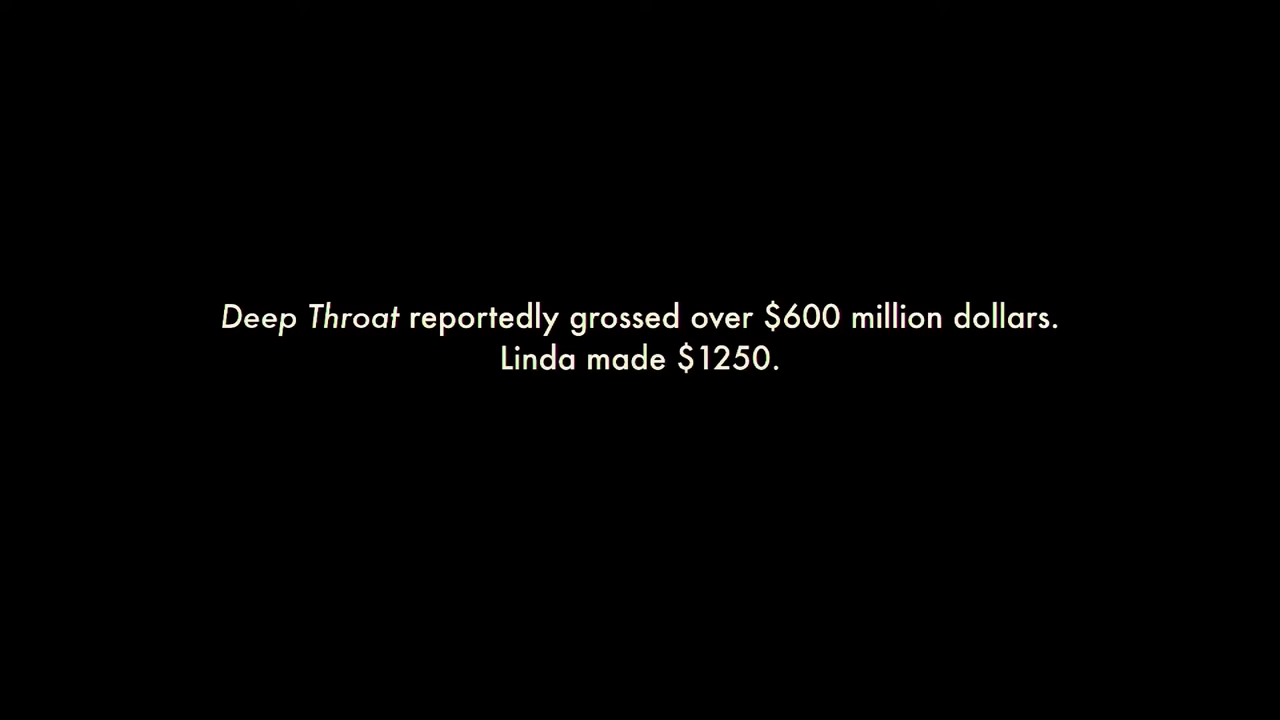 Deep Throat reportedly grossed over $600 million dollars.
Linda made $1250.